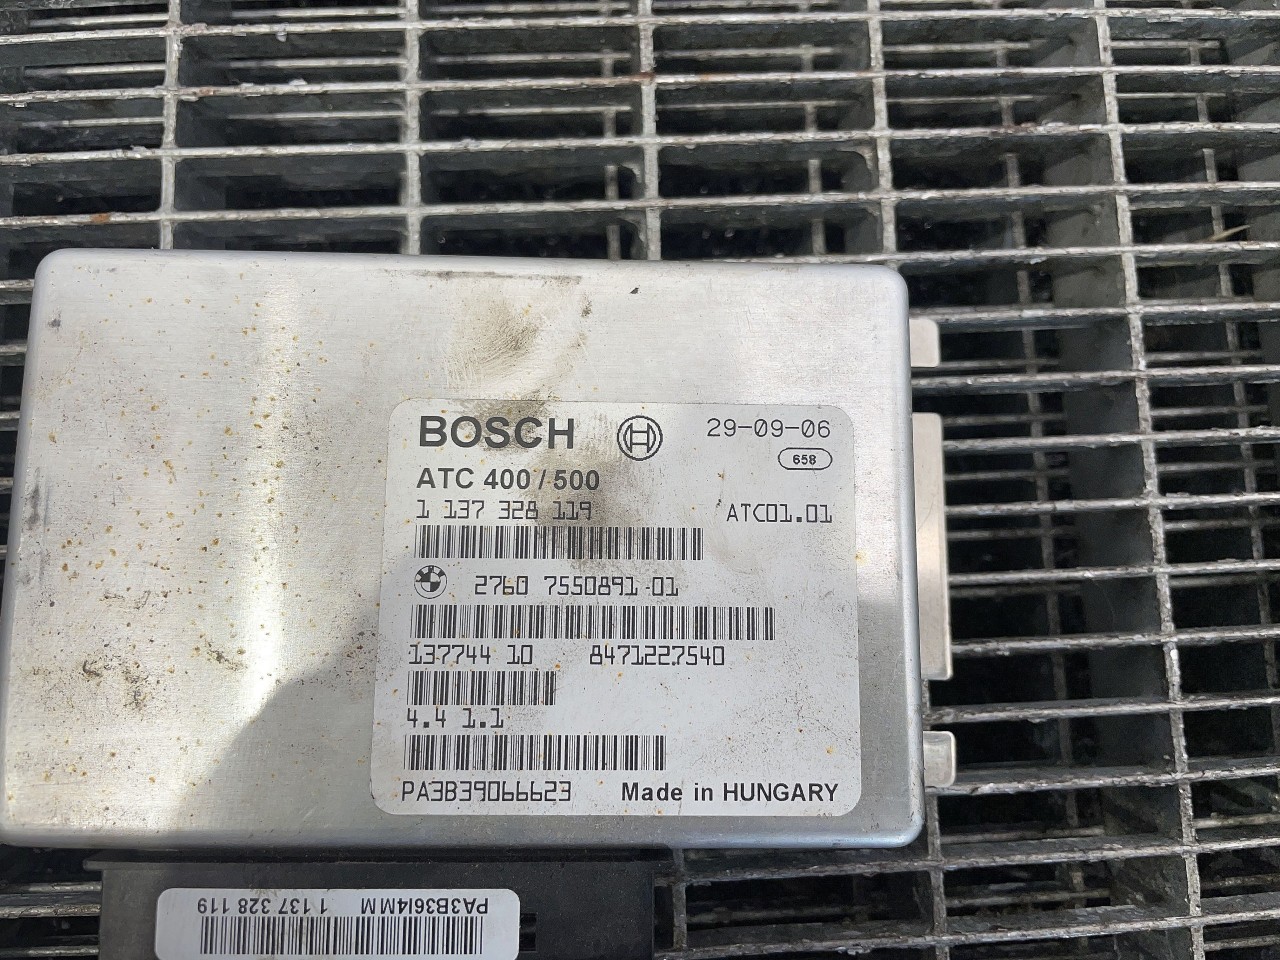 BOSCH 29-09-06
658
ATC 400 / 500
1 137 328 119 ATC01.01
2760 7550891 01
137744 10 8471227540
4.4 1.1
PA3B39066623 Made in HUNGARY
PA3B36I4MM 1 137 328 119